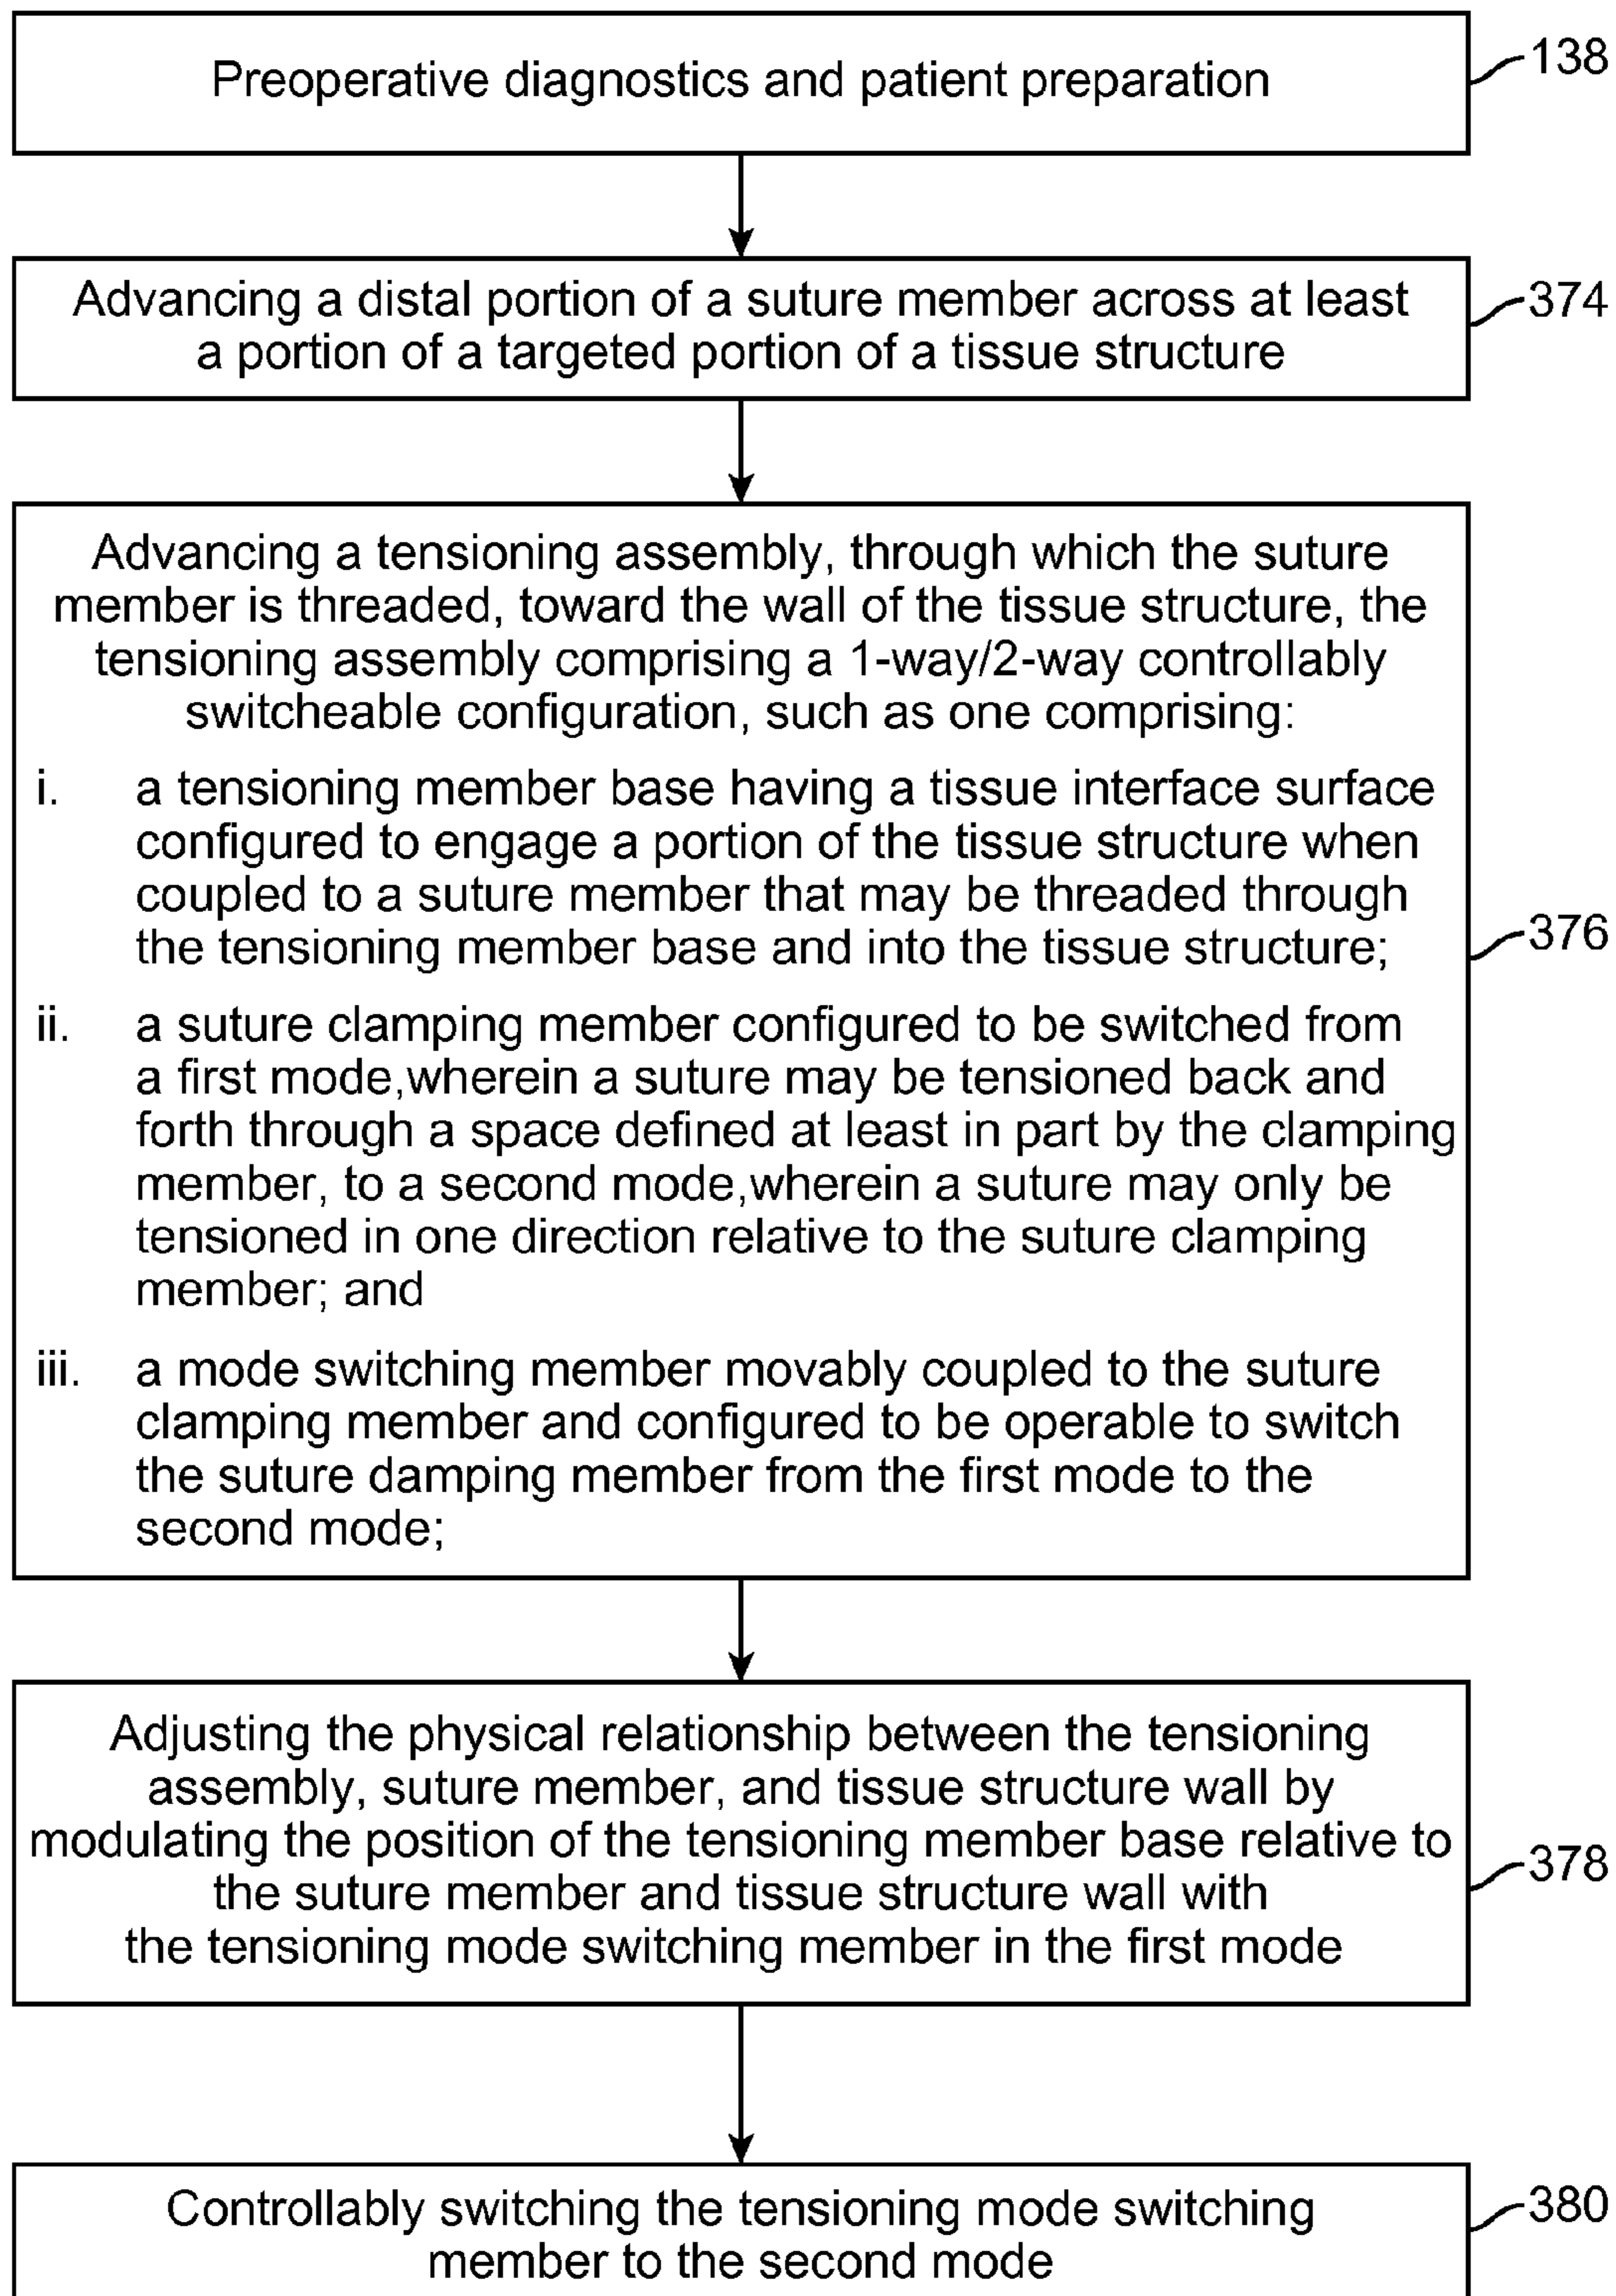 Preoperative diagnostics and patient preparation
138
Advancing a distal portion of a suture member across at least
a portion of a targeted portion of a tissue structure
374
Advancing a tensioning assembly, through which the suture
member is threaded, toward the wall of the tissue structure, the
tensioning assembly comprising a 1-way/2-way controllably
switcheable configuration, such as one comprising:
i. a tensioning member base having a tissue interface surface
configured to engage a portion of the tissue structure when
coupled to a suture member that may be threaded through
the tensioning member base and into the tissue structure;
376
ii. a suture clamping member configured to be switched from
a first mode,wherein a suture may be tensioned back and
forth through a space defined at least in part by the clamping
member, to a second mode,wherein a suture may only be
tensioned in one direction relative to the suture clamping
member; and
iii. a mode switching member movably coupled to the suture
clamping member and configured to be operable to switch
the suture damping member from the first mode to the
second mode;
Adjusting the physical relationship between the tensioning
assembly, suture member, and tissue structure wall by
modulating the position of the tensioning member base relative to
the suture member and tissue structure wall with
the tensioning mode switching member in the first mode
378
Controllably switching the tensioning mode switching
member to the second mode
380